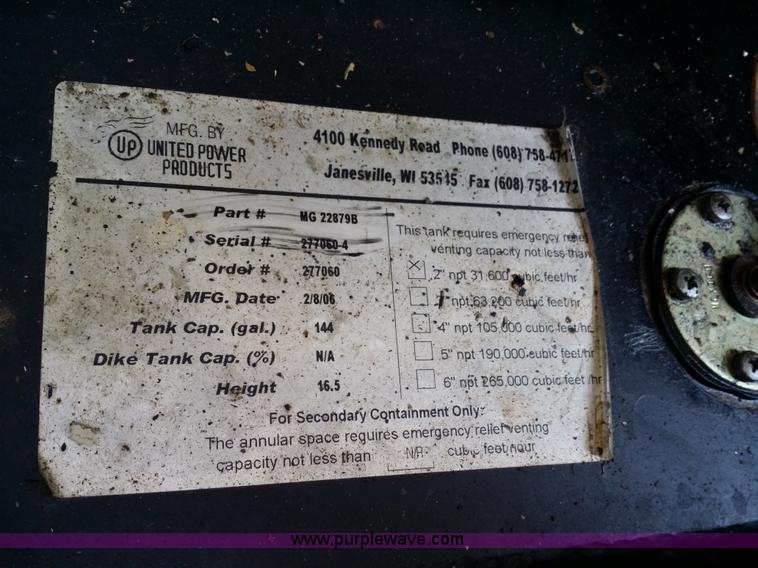 UP
MFG. BY
UNITED POWER
PRODUCTS
4100 Kennedy Road Phone (608) 758-471
Janesville, WI 53545 Fax (608) 758-1272
Part # MG 22879B
Serial # 277060-4
Order # 277060
MFG. Date 2/8/06
Tank Cap. (gal.) 144
Dike Tank Cap. (%) N/A
Height 16.5
This tank requires emergency relief
venting capacity not less than
2" npt 31,600 cubic feet/hr
npt 63,200 cubic feet/hr
4" npt 105,000 cubic feet/hr
5" npt 190,000 cubic feet/hr
6" npt 265,000 cubic feet/hr
For Secondary Containment Only:
The annular space requires emergency relief venting
capacity not less than cubic feet/hour
www.purplewave.com